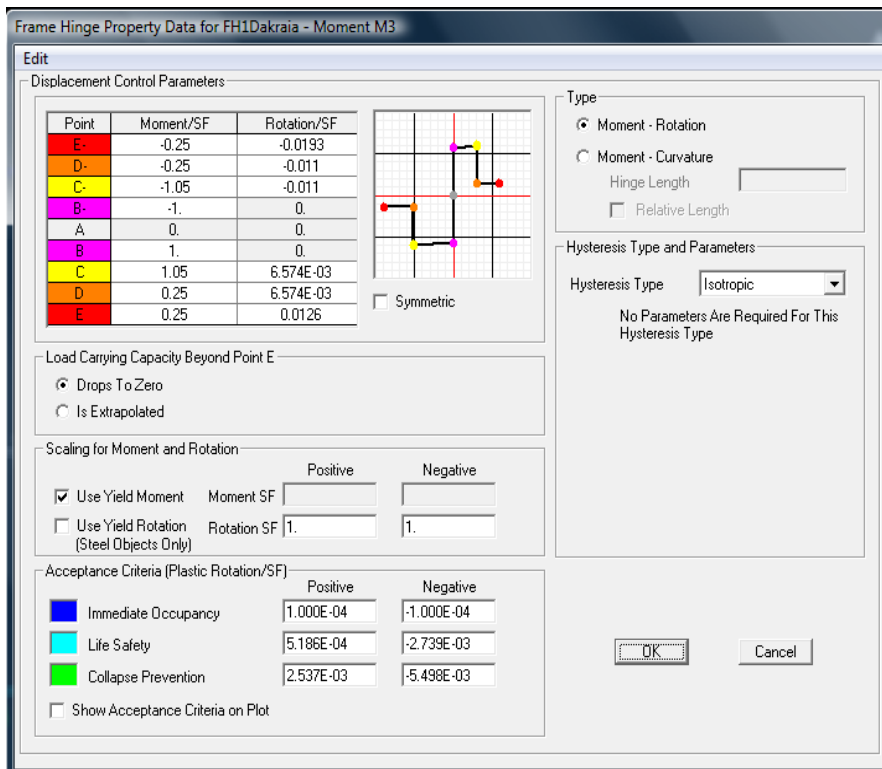 Frame Hinge Property Data for FH1Dakraia - Moment M3
Edit
Displacement Control Parameters
Point Moment/SF Rotation/SF
E- -0.25 -0.0193
D- -0.25 -0.011
C- -1.05 -0.011
B- -1. 0.
A 0. 0.
B 1. 0.
C 1.05 6.574E-03
D 0.25 6.574E-03
E 0.25 0.0126
Symmetric
Load Carrying Capacity Beyond Point E
Drops To Zero
Is Extrapolated
Scaling for Moment and Rotation
Positive Negative
Use Yield Moment Moment SF
Use Yield Rotation Rotation SF 1. 1.
(Steel Objects Only)
Acceptance Criteria (Plastic Rotation/SF)
Positive Negative
Immediate Occupancy 1.000E-04 -1.000E-04
Life Safety 5.186E-04 -2.739E-03
Collapse Prevention 2.537E-03 -5.498E-03
Show Acceptance Criteria on Plot
Type
Moment - Rotation
Moment - Curvature
Hinge Length
Relative Length
Hysteresis Type and Parameters
Hysteresis Type Isotropic
No Parameters Are Required For This
Hysteresis Type
OK Cancel